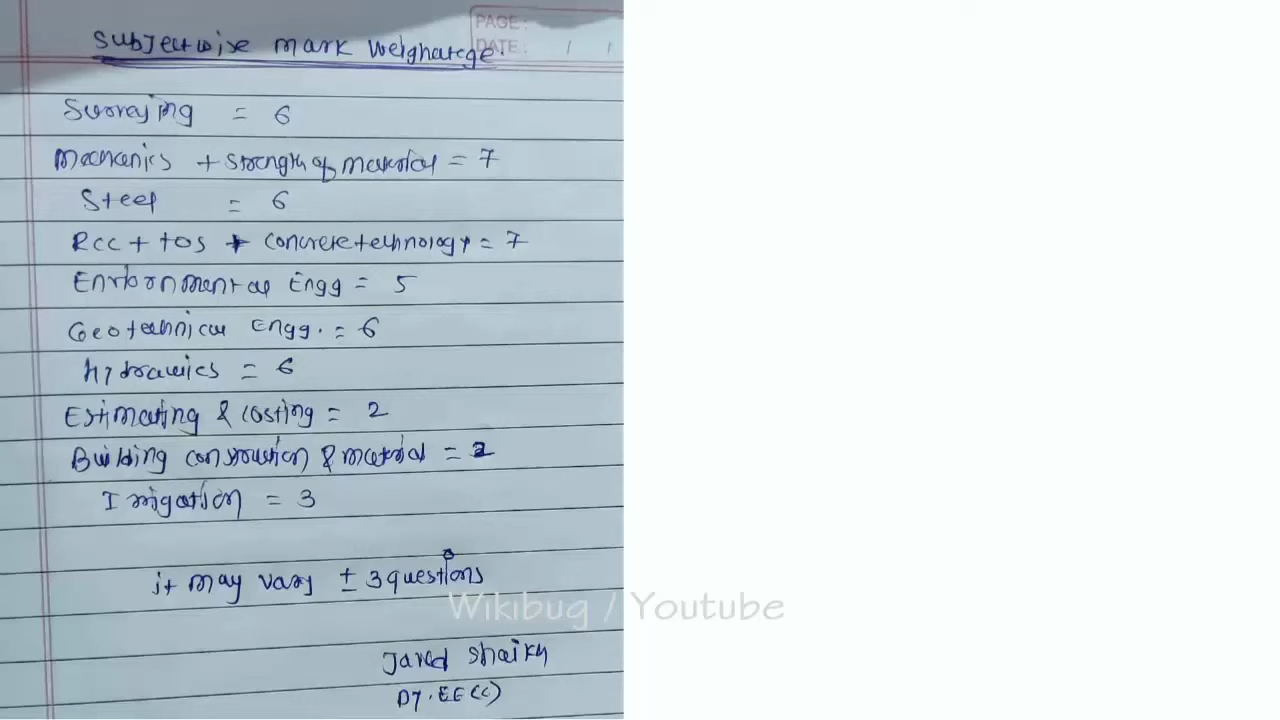 PAGE:
DATE: / /
Subjectwise mark weighatege.
Surveying = 6
Mechanics + strength of material = 7
Steel = 6
RCC + TOS + concrete technology = 7
Environmental Engg = 5
Geotechnical Engg. = 6
Hydraulics = 6
Estimating & costing = 2
Building construction & material = 2
Irrigation = 3
it may vary ± 3 questions
Wikibug / Youtube
Javed Shaikh
DY.EE(C)